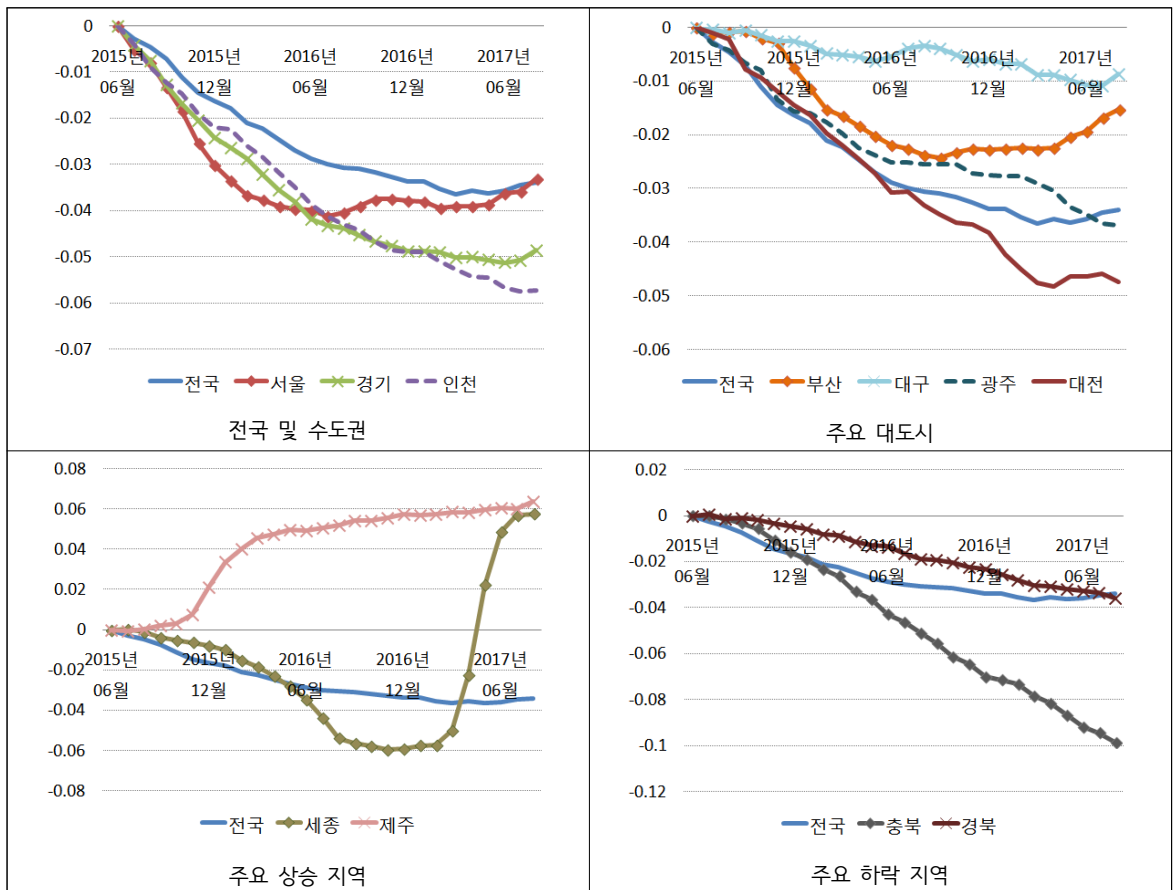 0
-0.01
-0.02
-0.03
-0.04
-0.05
-0.06
-0.07
2015년 2015년 2016년 2016년 2017년
06월 12월 06월 12월 06월
전국 서울 경기 인천
전국 및 수도권
0
-0.01
-0.02
-0.03
-0.04
-0.05
-0.06
2015년 2015년 2016년 2016년 2017년
06월 12월 06월 12월 06월
전국 부산 대구 광주 대전
주요 대도시
0.08
0.06
0.04
0.02
0
-0.02
-0.04
-0.06
-0.08
2015년 2015년 2016년 2016년 2017년
06월 12월 06월 12월 06월
전국 세종 제주
주요 상승 지역
0.02
0
-0.02
-0.04
-0.06
-0.08
-0.1
-0.12
2015년 2015년 2016년 2016년 2017년
06월 12월 06월 12월 06월
전국 충북 경북
주요 하락 지역